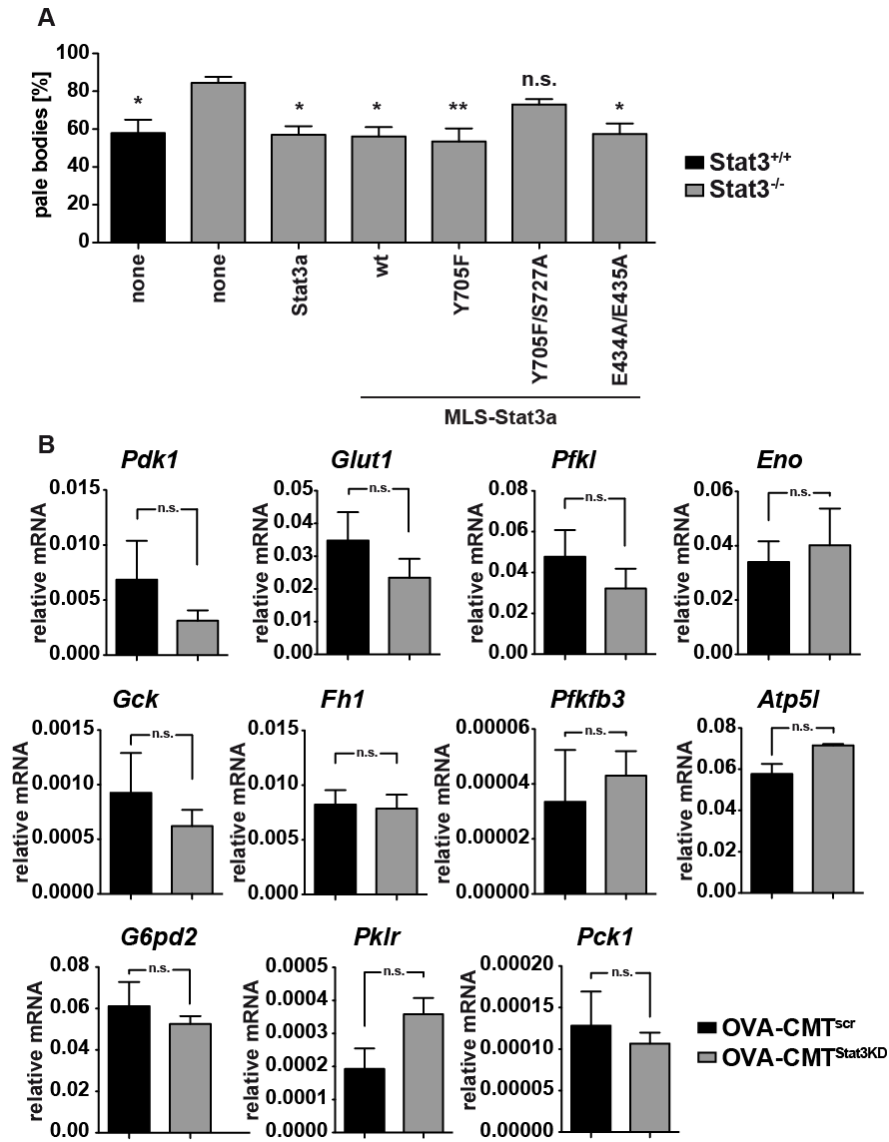 A
pale bodies [%]
100
80
60
40
20
0
*
*
*
**
n.s.
*
none
none
Stat3a
wt
Y705F
Y705F/S727A
E434A/E435A
MLS-Stat3a
Stat3+/+
Stat3-/-
B
Pdk1
relative mRNA
0.015
0.010
0.005
0.000
n.s.
Glut1
relative mRNA
0.05
0.04
0.03
0.02
0.01
0.00
n.s.
Pfkl
relative mRNA
0.08
0.06
0.04
0.02
0.00
n.s.
Eno
relative mRNA
0.06
0.04
0.02
0.00
n.s.
Gck
relative mRNA
0.0015
0.0010
0.0005
0.0000
n.s.
Fh1
relative mRNA
0.015
0.010
0.005
0.000
n.s.
Pfkfb3
relative mRNA
0.00006
0.00004
0.00002
0.00000
n.s.
Atp5l
relative mRNA
0.08
0.06
0.04
0.02
0.00
n.s.
G6pd2
relative mRNA
0.08
0.06
0.04
0.02
0.00
n.s.
Pklr
relative mRNA
0.0005
0.0004
0.0003
0.0002
0.0001
0.0000
n.s.
Pck1
relative mRNA
0.00020
0.00015
0.00010
0.00005
0.00000
n.s.
OVA-CMTscr
OVA-CMTStat3KD